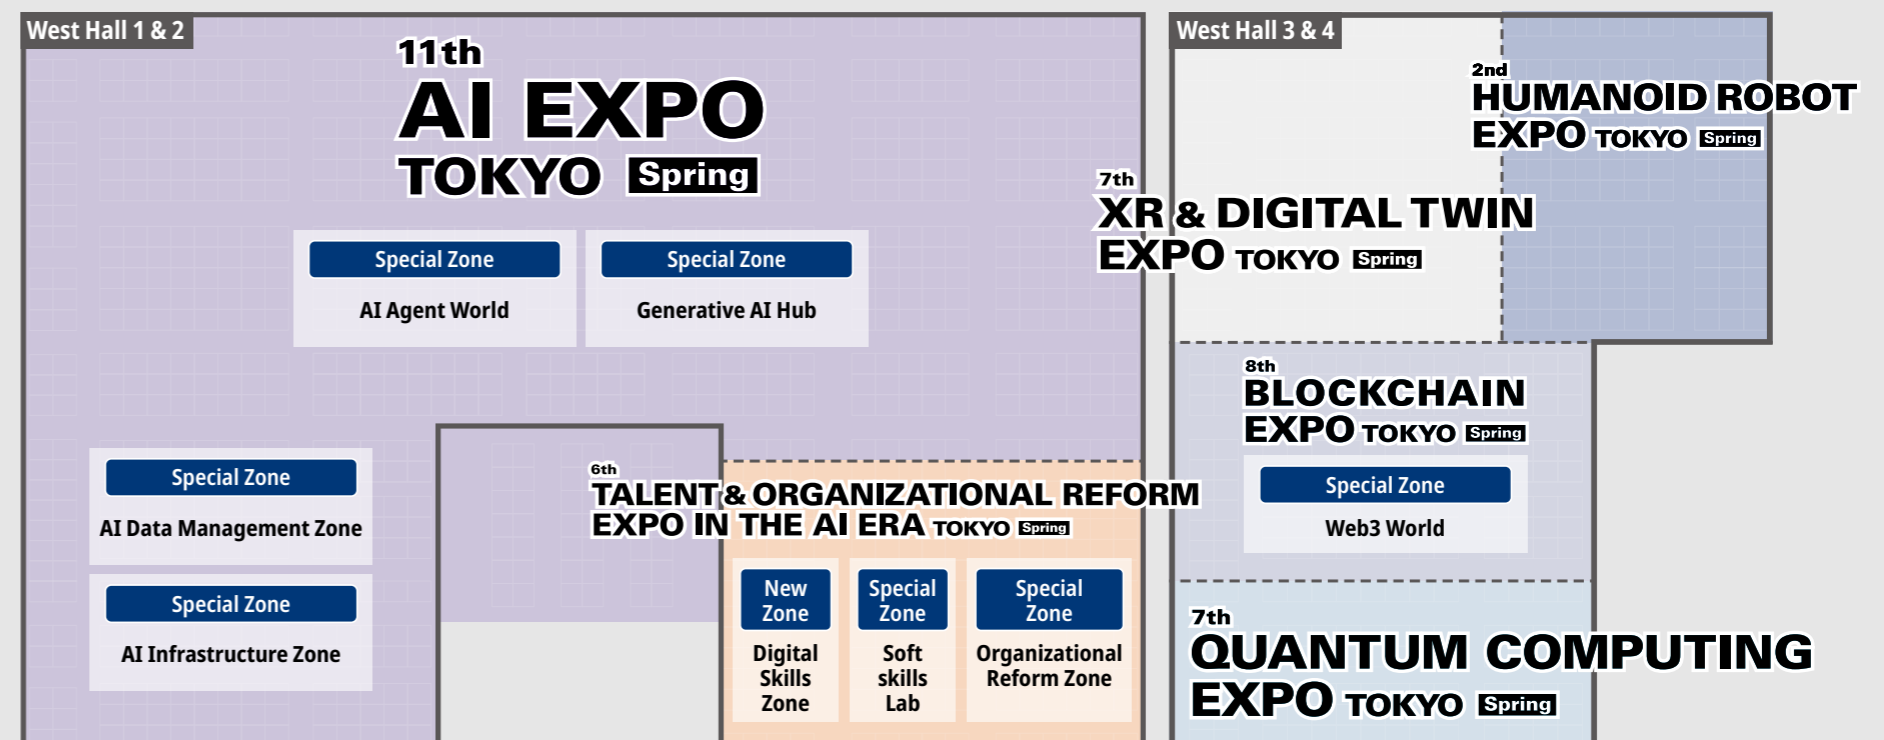 West Hall 1 & 2
11th
AI EXPO
TOKYO Spring
Special Zone
AI Agent World
Special Zone
Generative AI Hub
Special Zone
AI Data Management Zone
Special Zone
AI Infrastructure Zone
6th
TALENT & ORGANIZATIONAL REFORM
EXPO IN THE AI ERA TOKYO Spring
New
Zone
Digital
Skills
Zone
Special
Zone
Soft
skills
Lab
Special
Zone
Organizational
Reform Zone
West Hall 3 & 4
2nd
HUMANOID ROBOT
EXPO TOKYO Spring
7th
XR & DIGITAL TWIN
EXPO TOKYO Spring
8th
BLOCKCHAIN
EXPO TOKYO Spring
Special Zone
Web3 World
7th
QUANTUM COMPUTING
EXPO TOKYO Spring